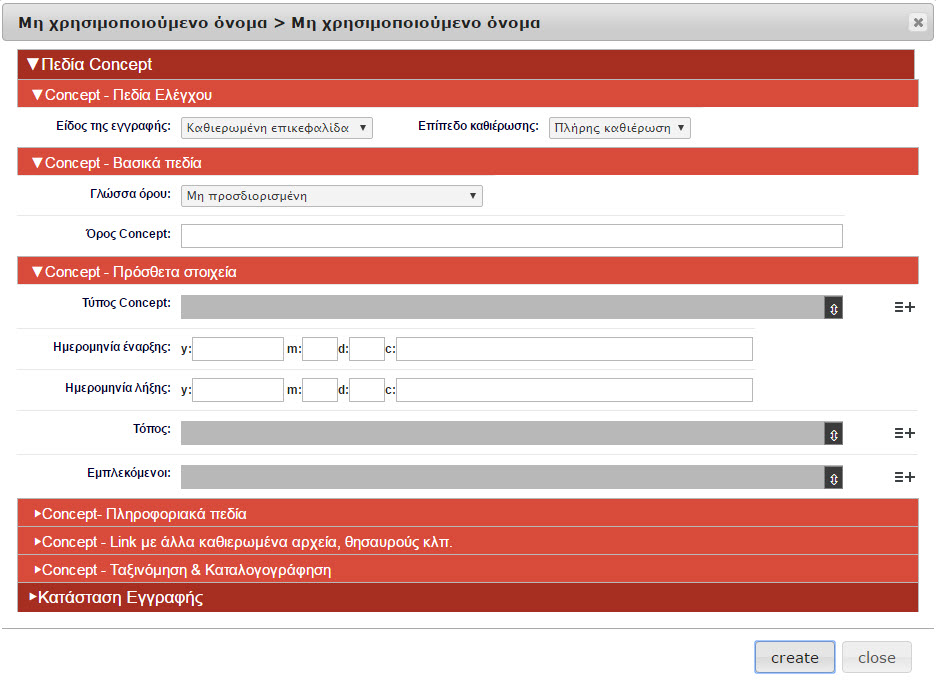 Μη χρησιμοποιούμενο όνομα > Μη χρησιμοποιούμενο όνομα
▼Πεδία Concept
▼Concept - Πεδία Ελέγχου
Είδος της εγγραφής: Καθιερωμένη επικεφαλίδα Επίπεδο καθιέρωσης: Πλήρης καθιέρωση
▼Concept - Βασικά πεδία
Γλώσσα όρου: Μη προσδιορισμένη
Όρος Concept:
▼Concept - Πρόσθετα στοιχεία
Τύπος Concept:
Ημερομηνία έναρξης: y: m: d: c:
Ημερομηνία λήξης: y: m: d: c:
Τόπος:
Εμπλεκόμενοι:
▸Concept- Πληροφοριακά πεδία
▸Concept - Link με άλλα καθιερωμένα αρχεία, θησαυρούς κλπ.
▸Concept - Ταξινόμηση & Καταλογογράφηση
▸Κατάσταση Εγγραφής
create close